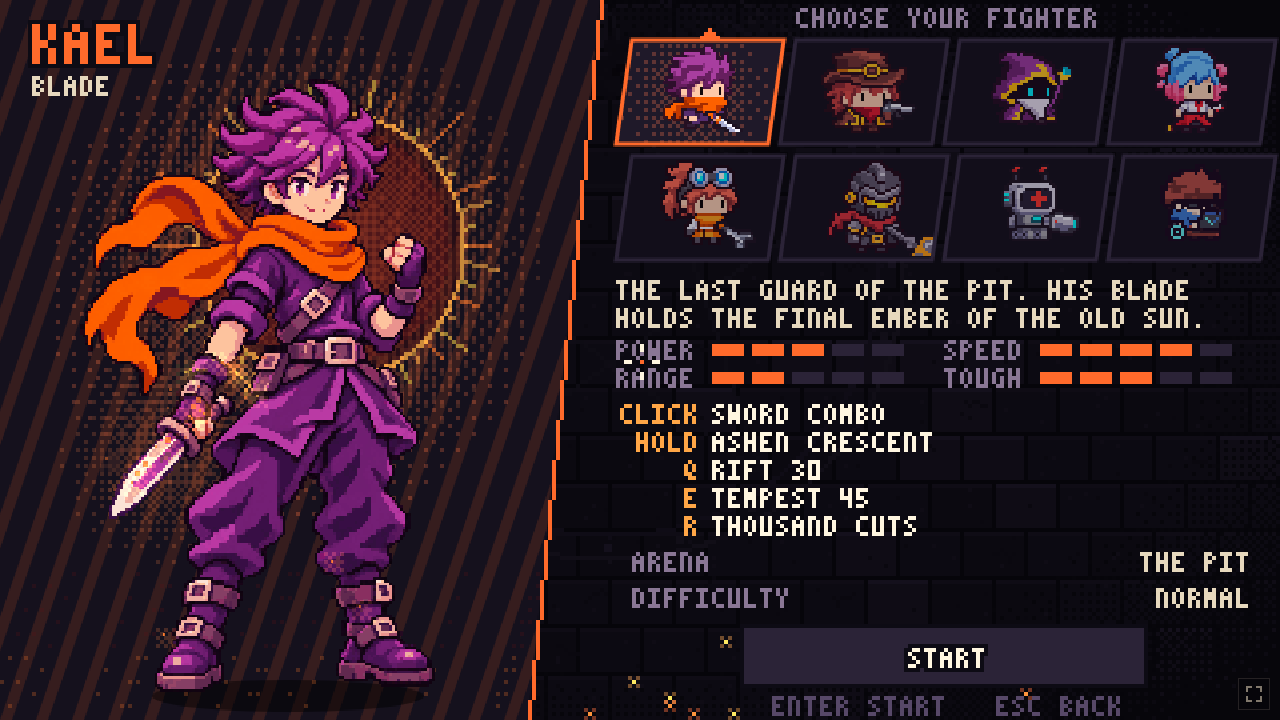 KAEL
BLADE
CHOOSE YOUR FIGHTER
THE LAST GUARD OF THE PIT. HIS BLADE
HOLDS THE FINAL EMBER OF THE OLD SUN.
POWER SPEED
RANGE TOUGH
CLICK SWORD COMBO
HOLD ASHEN CRESCENT
Q RIFT 30
E TEMPEST 45
R THOUSAND CUTS
ARENA THE PIT
DIFFICULTY NORMAL
START
ENTER START ESC BACK